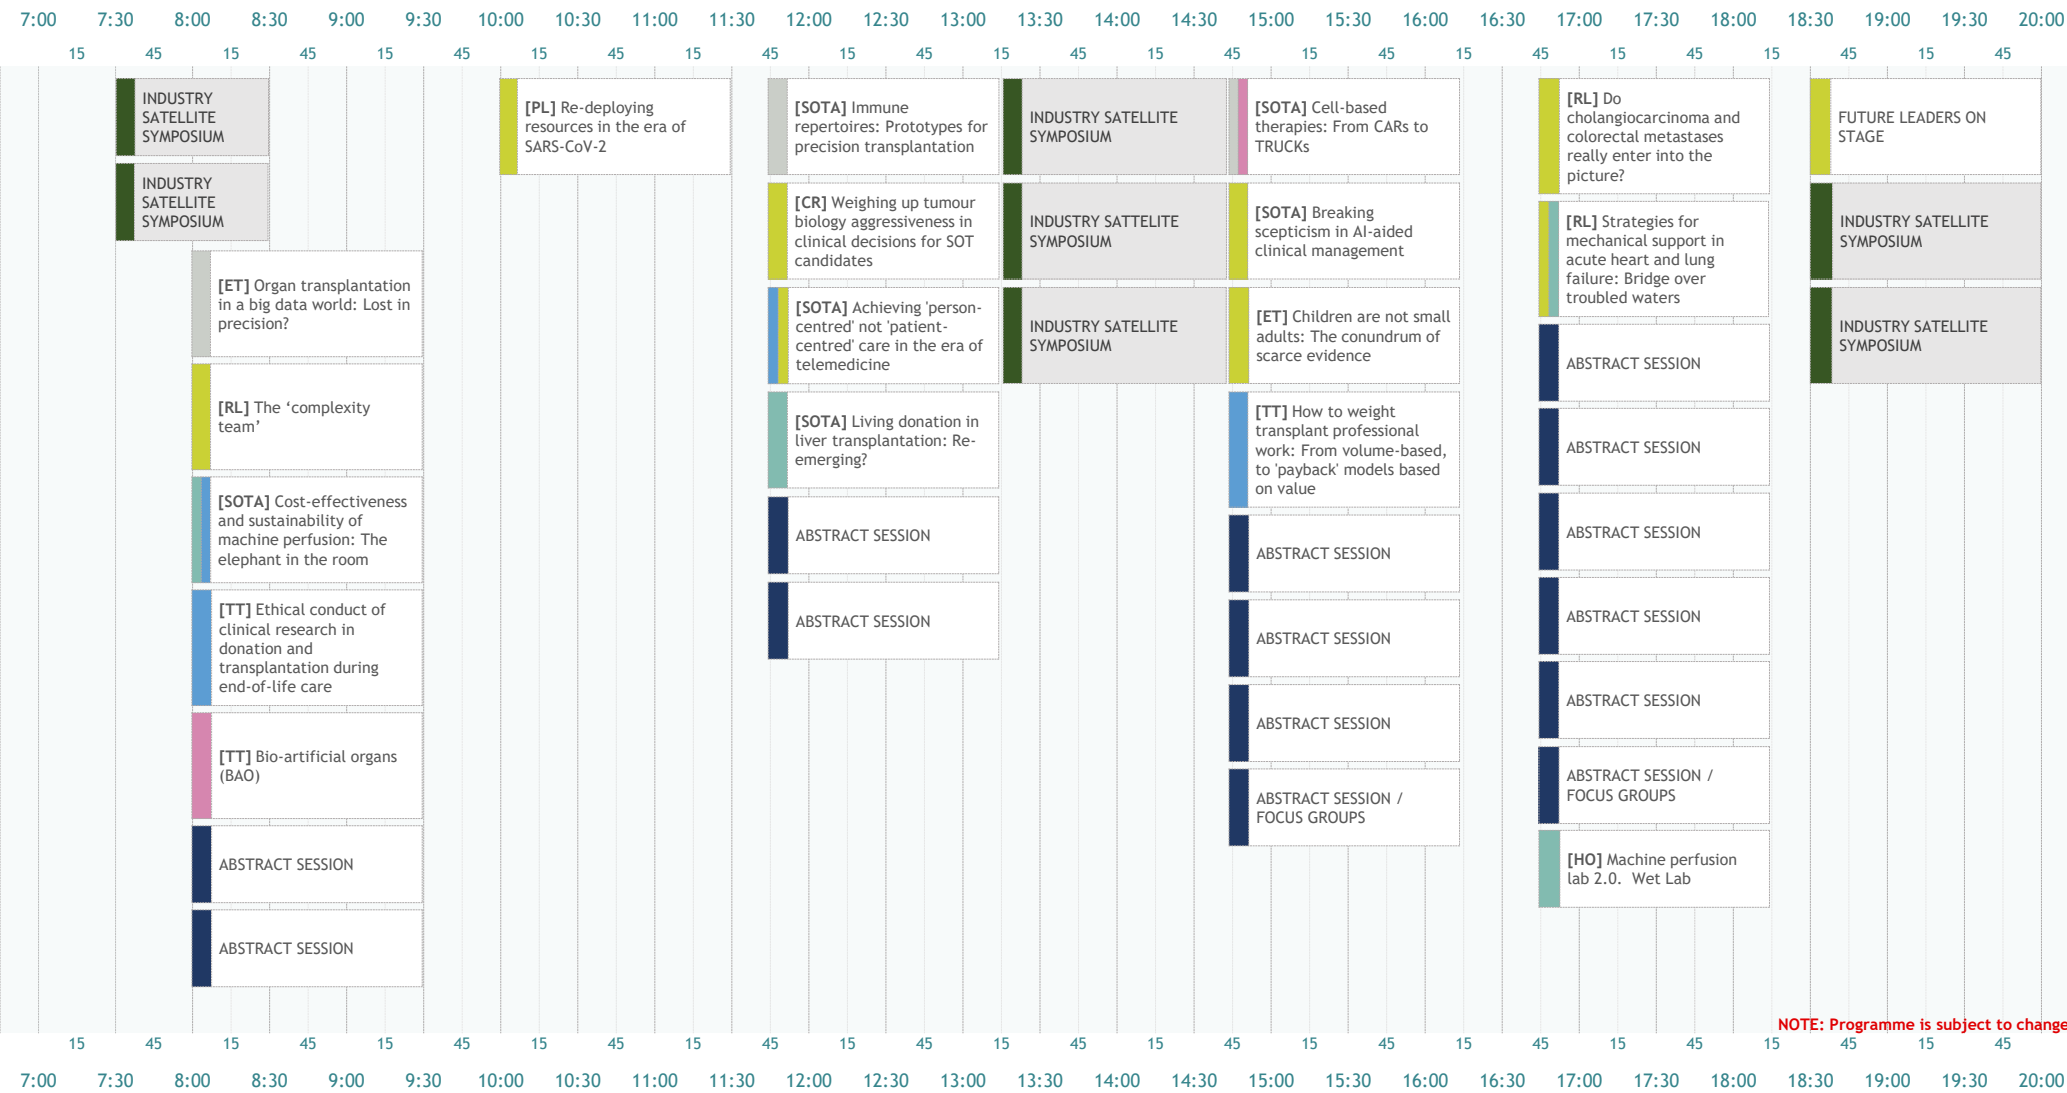 7:00 7:30 8:00 8:30 9:00 9:30 10:00 10:30 11:00 11:30 12:00 12:30 13:00 13:30 14:00 14:30 15:00 15:30 16:00 16:30 17:00 17:30 18:00 18:30 19:00 19:30 20:00
15 45 15 45 15 45 15 45 15 45 15 45 15 45 15 45 15 45 15 45 15 45 15 45 15 45
INDUSTRY
SATELLITE
SYMPOSIUM
INDUSTRY
SATELLITE
SYMPOSIUM
[ET] Organ transplantation
in a big data world: Lost in
precision?
[RL] The ‘complexity
team’
[SOTA] Cost-effectiveness
and sustainability of
machine perfusion: The
elephant in the room
[TT] Ethical conduct of
clinical research in
donation and
transplantation during
end-of-life care
[TT] Bio-artificial organs
(BAO)
ABSTRACT SESSION
ABSTRACT SESSION
[PL] Re-deploying
resources in the era of
SARS-CoV-2
[SOTA] Immune
repertoires: Prototypes for
precision transplantation
[CR] Weighing up tumour
biology aggressiveness in
clinical decisions for SOT
candidates
[SOTA] Achieving 'person-
centred' not 'patient-
centred' care in the era of
telemedicine
[SOTA] Living donation in
liver transplantation: Re-
emerging?
ABSTRACT SESSION
ABSTRACT SESSION
INDUSTRY SATELLITE
SYMPOSIUM
INDUSTRY SATTELITE
SYMPOSIUM
INDUSTRY SATELLITE
SYMPOSIUM
[SOTA] Cell-based
therapies: From CARs to
TRUCKs
[SOTA] Breaking
scepticism in AI-aided
clinical management
[ET] Children are not small
adults: The conundrum of
scarce evidence
[TT] How to weight
transplant professional
work: From volume-based,
to 'payback' models based
on value
ABSTRACT SESSION
ABSTRACT SESSION
ABSTRACT SESSION
ABSTRACT SESSION /
FOCUS GROUPS
[RL] Do
cholangiocarcinoma and
colorectal metastases
really enter into the
picture?
[RL] Strategies for
mechanical support in
acute heart and lung
failure: Bridge over
troubled waters
ABSTRACT SESSION
ABSTRACT SESSION
ABSTRACT SESSION
ABSTRACT SESSION
ABSTRACT SESSION
ABSTRACT SESSION /
FOCUS GROUPS
[HO] Machine perfusion
lab 2.0. Wet Lab
FUTURE LEADERS ON
STAGE
INDUSTRY SATELLITE
SYMPOSIUM
INDUSTRY SATELLITE
SYMPOSIUM
NOTE: Programme is subject to change
15 45 15 45 15 45 15 45 15 45 15 45 15 45 15 45 15 45 15 45 15 45 15 45 15 45
7:00 7:30 8:00 8:30 9:00 9:30 10:00 10:30 11:00 11:30 12:00 12:30 13:00 13:30 14:00 14:30 15:00 15:30 16:00 16:30 17:00 17:30 18:00 18:30 19:00 19:30 20:00